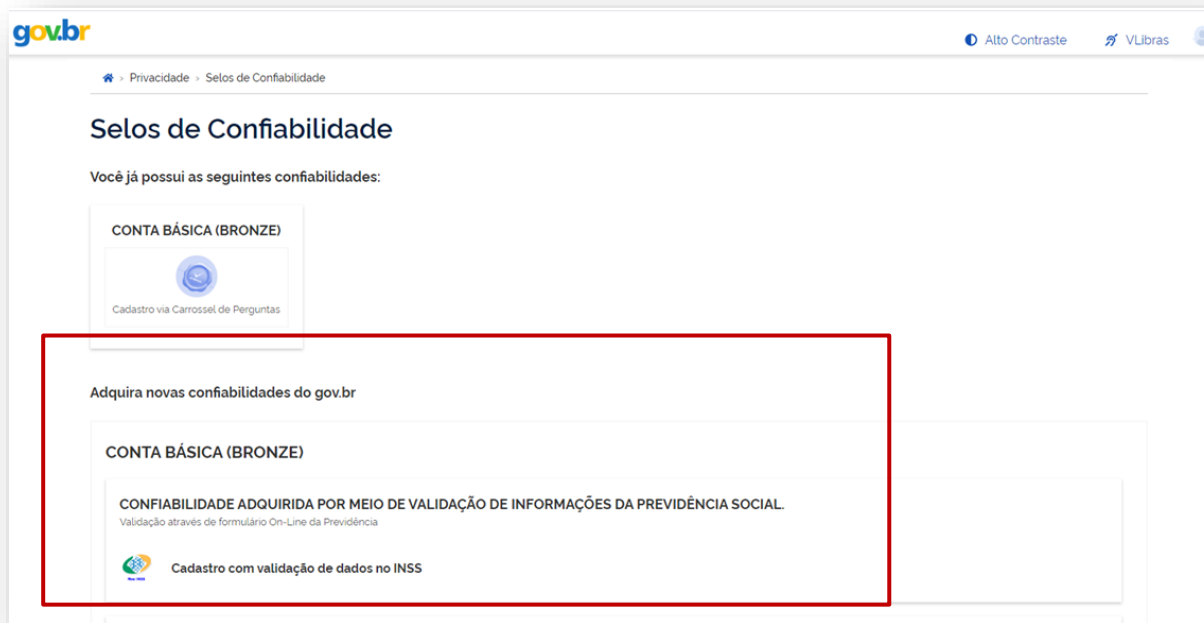 gov.br
Alto Contraste VLibras
Privacidade > Selos de Confiabilidade
Selos de Confiabilidade
Você já possui as seguintes confiabilidades:
CONTA BÁSICA (BRONZE)
Cadastro via Carrossel de Perguntas
Adquira novas confiabilidades do gov.br
CONTA BÁSICA (BRONZE)
CONFIABILIDADE ADQUIRIDA POR MEIO DE VALIDAÇÃO DE INFORMAÇÕES DA PREVIDÊNCIA SOCIAL.
Validação através de formulário On-Line da Previdência
Cadastro com validação de dados no INSS
Meu INSS